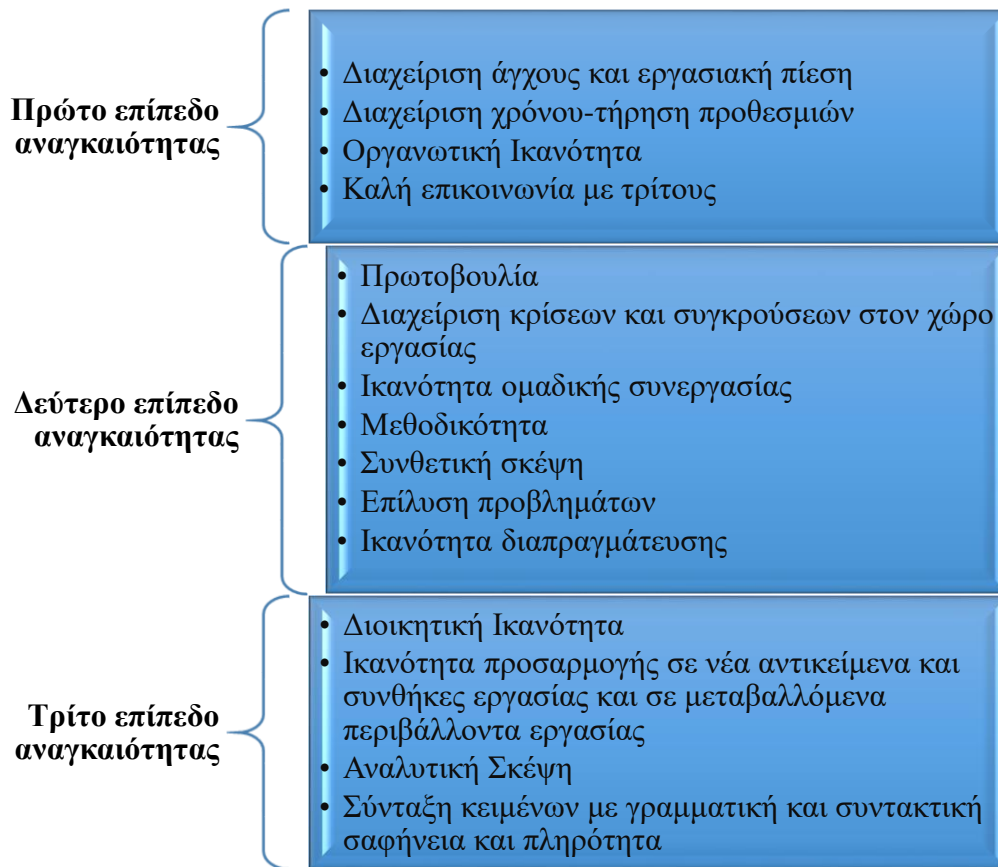 Πρώτο επίπεδο
αναγκαιότητας
• Διαχείριση άγχους και εργασιακή πίεση
• Διαχείριση χρόνου-τήρηση προθεσμιών
• Οργανωτική Ικανότητα
• Καλή επικοινωνία με τρίτους
Δεύτερο επίπεδο
αναγκαιότητας
• Πρωτοβουλία
• Διαχείριση κρίσεων και συγκρούσεων στον χώρο
εργασίας
• Ικανότητα ομαδικής συνεργασίας
• Μεθοδικότητα
• Συνθετική σκέψη
• Επίλυση προβλημάτων
• Ικανότητα διαπραγμάτευσης
Τρίτο επίπεδο
αναγκαιότητας
• Διοικητική Ικανότητα
• Ικανότητα προσαρμογής σε νέα αντικείμενα και
συνθήκες εργασίας και σε μεταβαλλόμενα
περιβάλλοντα εργασίας
• Αναλυτική Σκέψη
• Σύνταξη κειμένων με γραμματική και συντακτική
σαφήνεια και πληρότητα